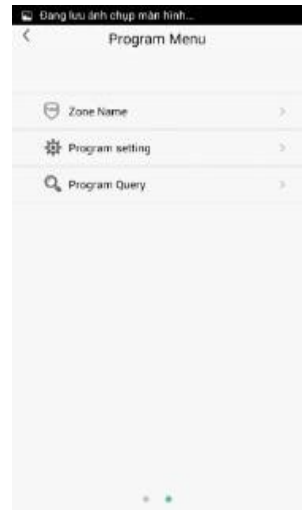 Đang lưu ảnh chụp màn hình...
Program Menu
Zone Name
Program setting
Program Query